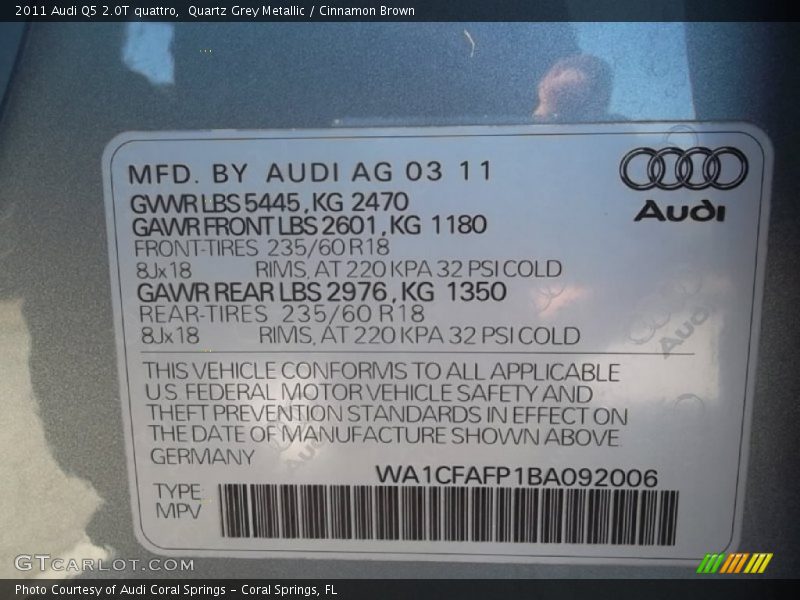 2011 Audi Q5 2.0T quattro, Quartz Grey Metallic / Cinnamon Brown
MFD. BY AUDI AG 03 11
GWWR LBS 5445, KG 2470
GAWR FRONT LBS 2601, KG 1180
FRONT-TIRES 235/60 R18
8Jx18 RIMS, AT 220 KPA 32 PSI COLD
GAWR REAR LBS 2976, KG 1350
REAR-TIRES 235/60 R18
8Jx18 RIMS, AT 220 KPA 32 PSI COLD
Audi
Audi
THIS VEHICLE CONFORMS TO ALL APPLICABLE
U.S. FEDERAL MOTOR VEHICLE SAFETY AND
THEFT PREVENTION STANDARDS IN EFFECT ON
THE DATE OF MANUFACTURE SHOWN ABOVE.
GERMANY
WA1CFAFP1BA092006
TYPE
MPV
GTCARLOT.COM
Photo Courtesy of Audi Coral Springs - Coral Springs, FL